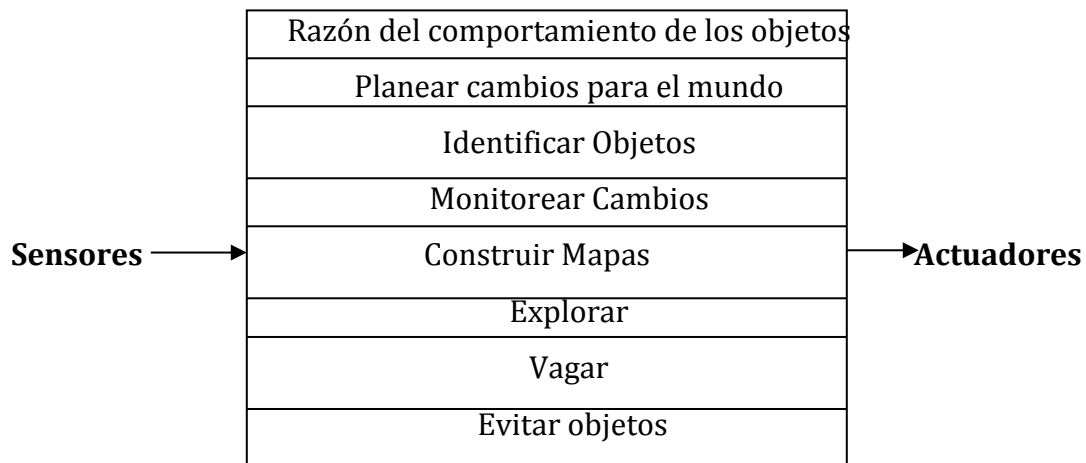 Razón del comportamiento de los objetos
Planear cambios para el mundo
Identificar Objetos
Monitorear Cambios
Sensores
Construir Mapas
Actuadores
Explorar
Vagar
Evitar objetos